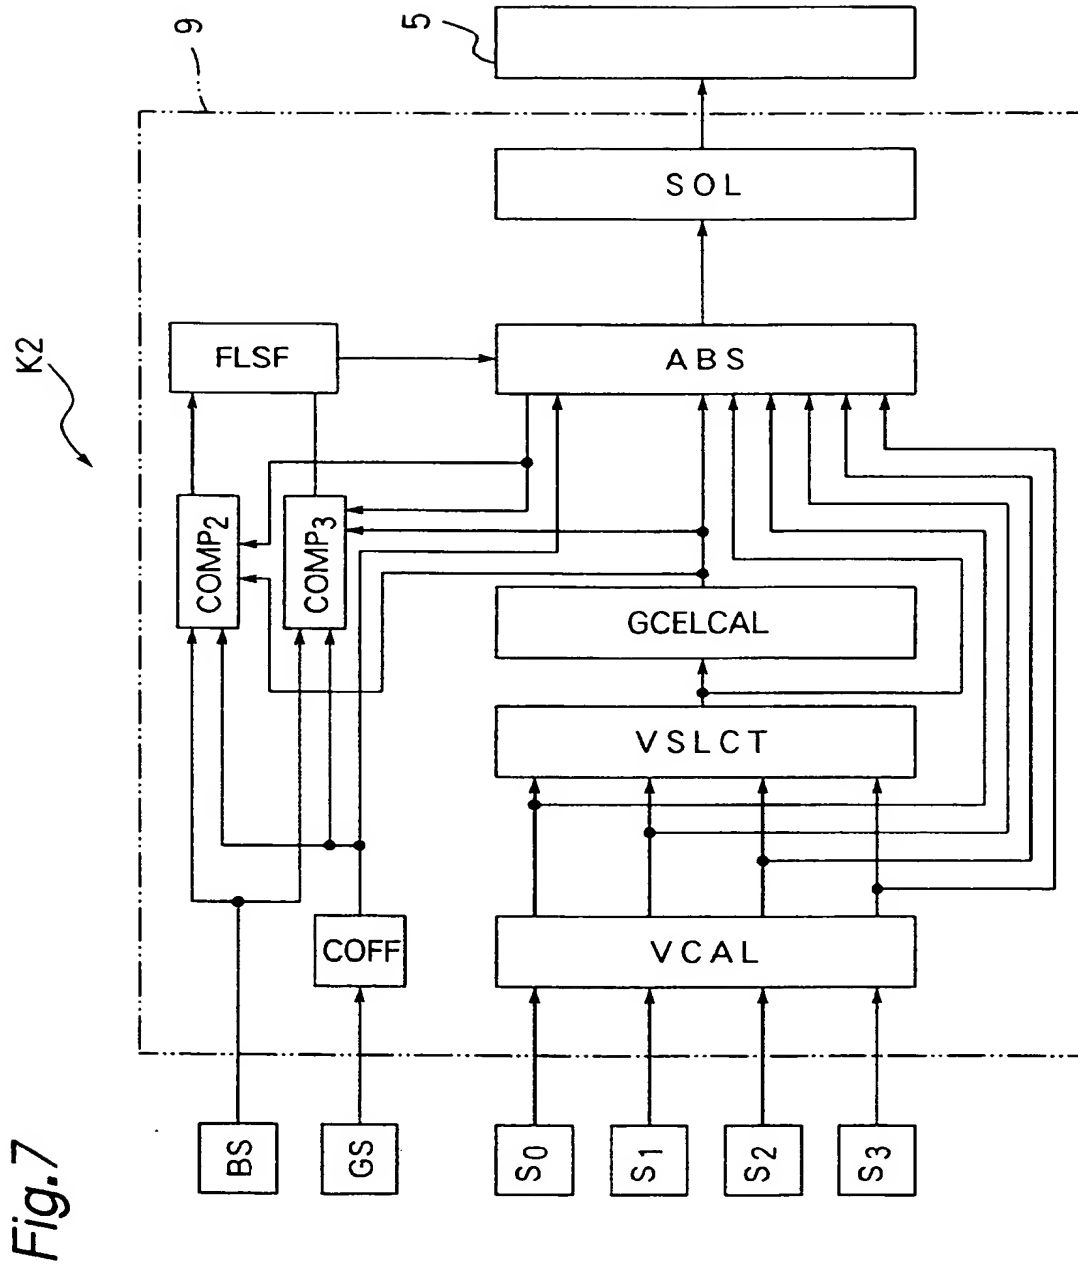 Fig.7
K2
9
5
BS
GS
COFF
COMP2
COMP3
FLSF
S0
S1
S2
S3
VCAL
VSLCT
GCELCAL
ABS
SOL